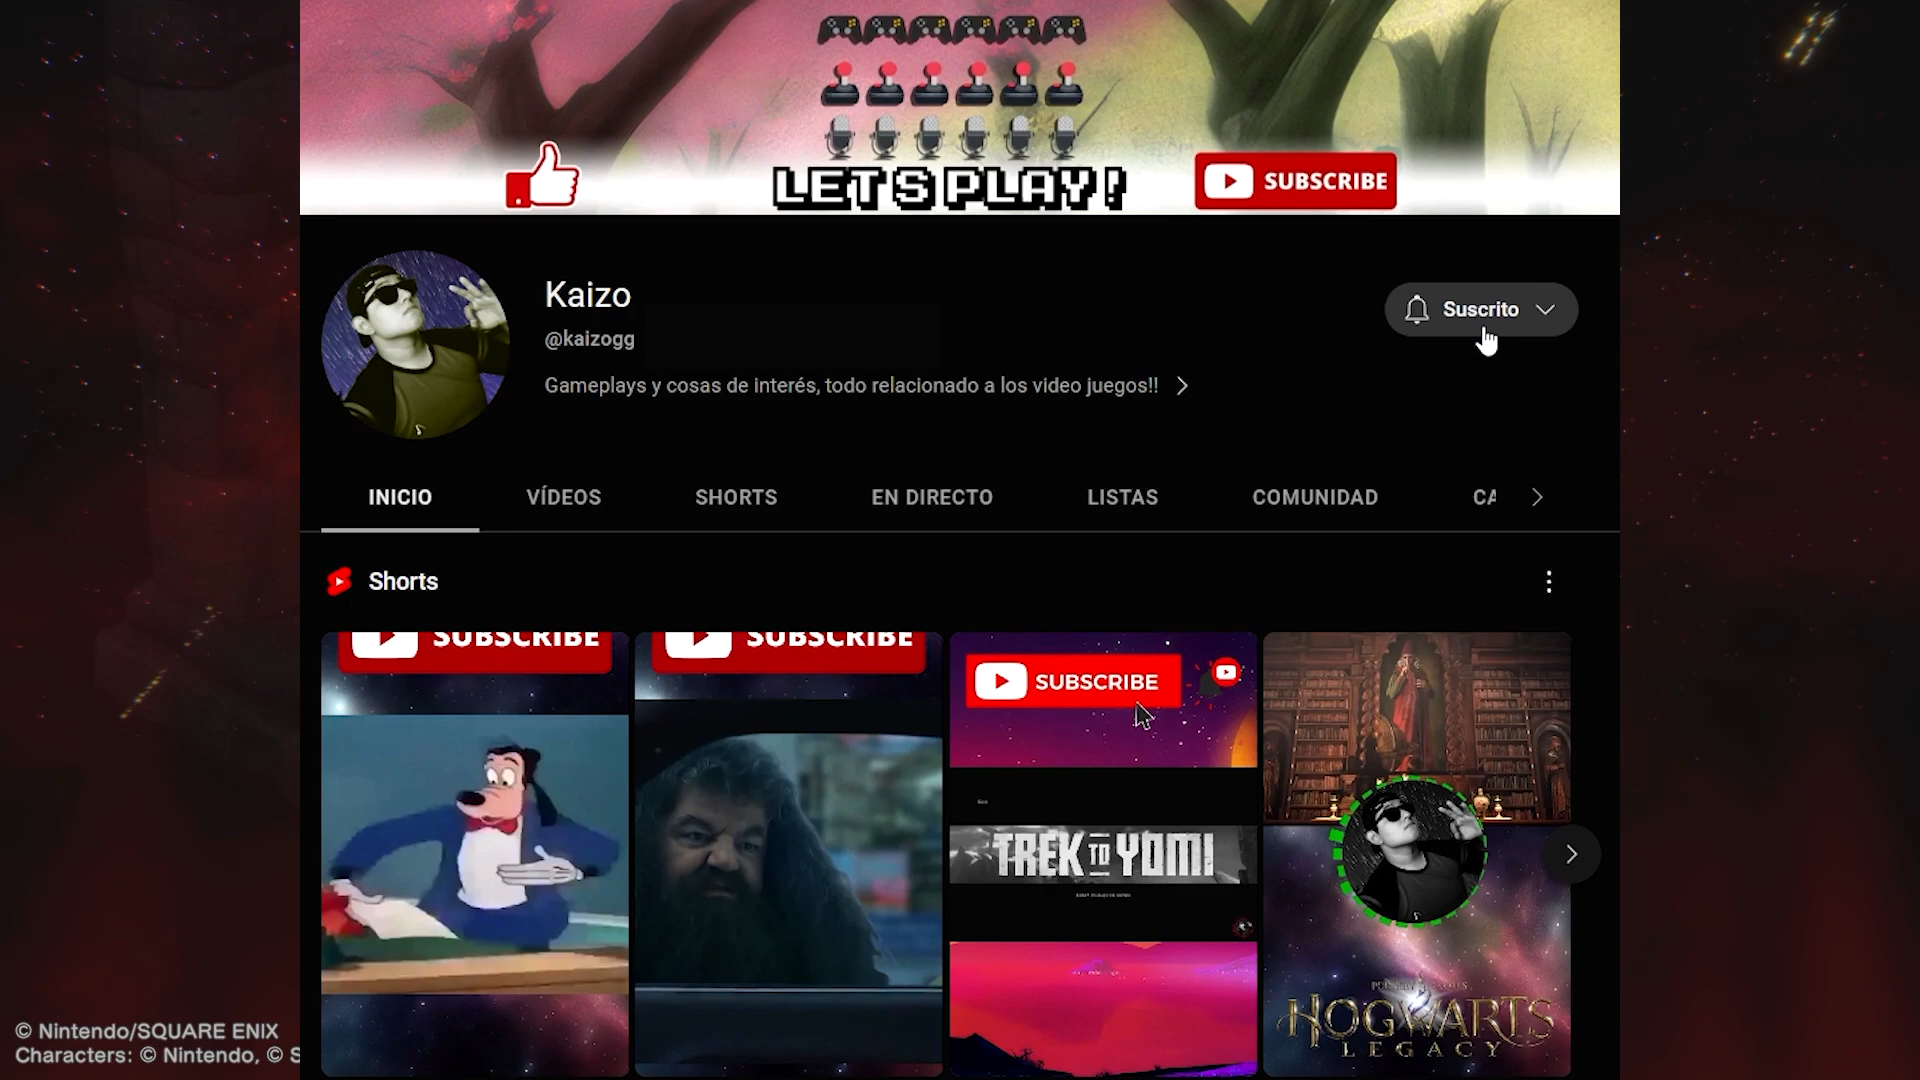 LET'S PLAY!
SUBSCRIBE
Kaizo
@kaizogg
Gameplays y cosas de interés, todo relacionado a los video juegos!!
Suscrito
INICIO
VÍDEOS
SHORTS
EN DIRECTO
LISTAS
COMUNIDAD
CA
Shorts
SUBSCRIBE
SUBSCRIBE
SUBSCRIBE
TREK TO YOMI
HOGWARTS
LEGACY
© Nintendo/SQUARE ENIX
Characters: © Nintendo, © S